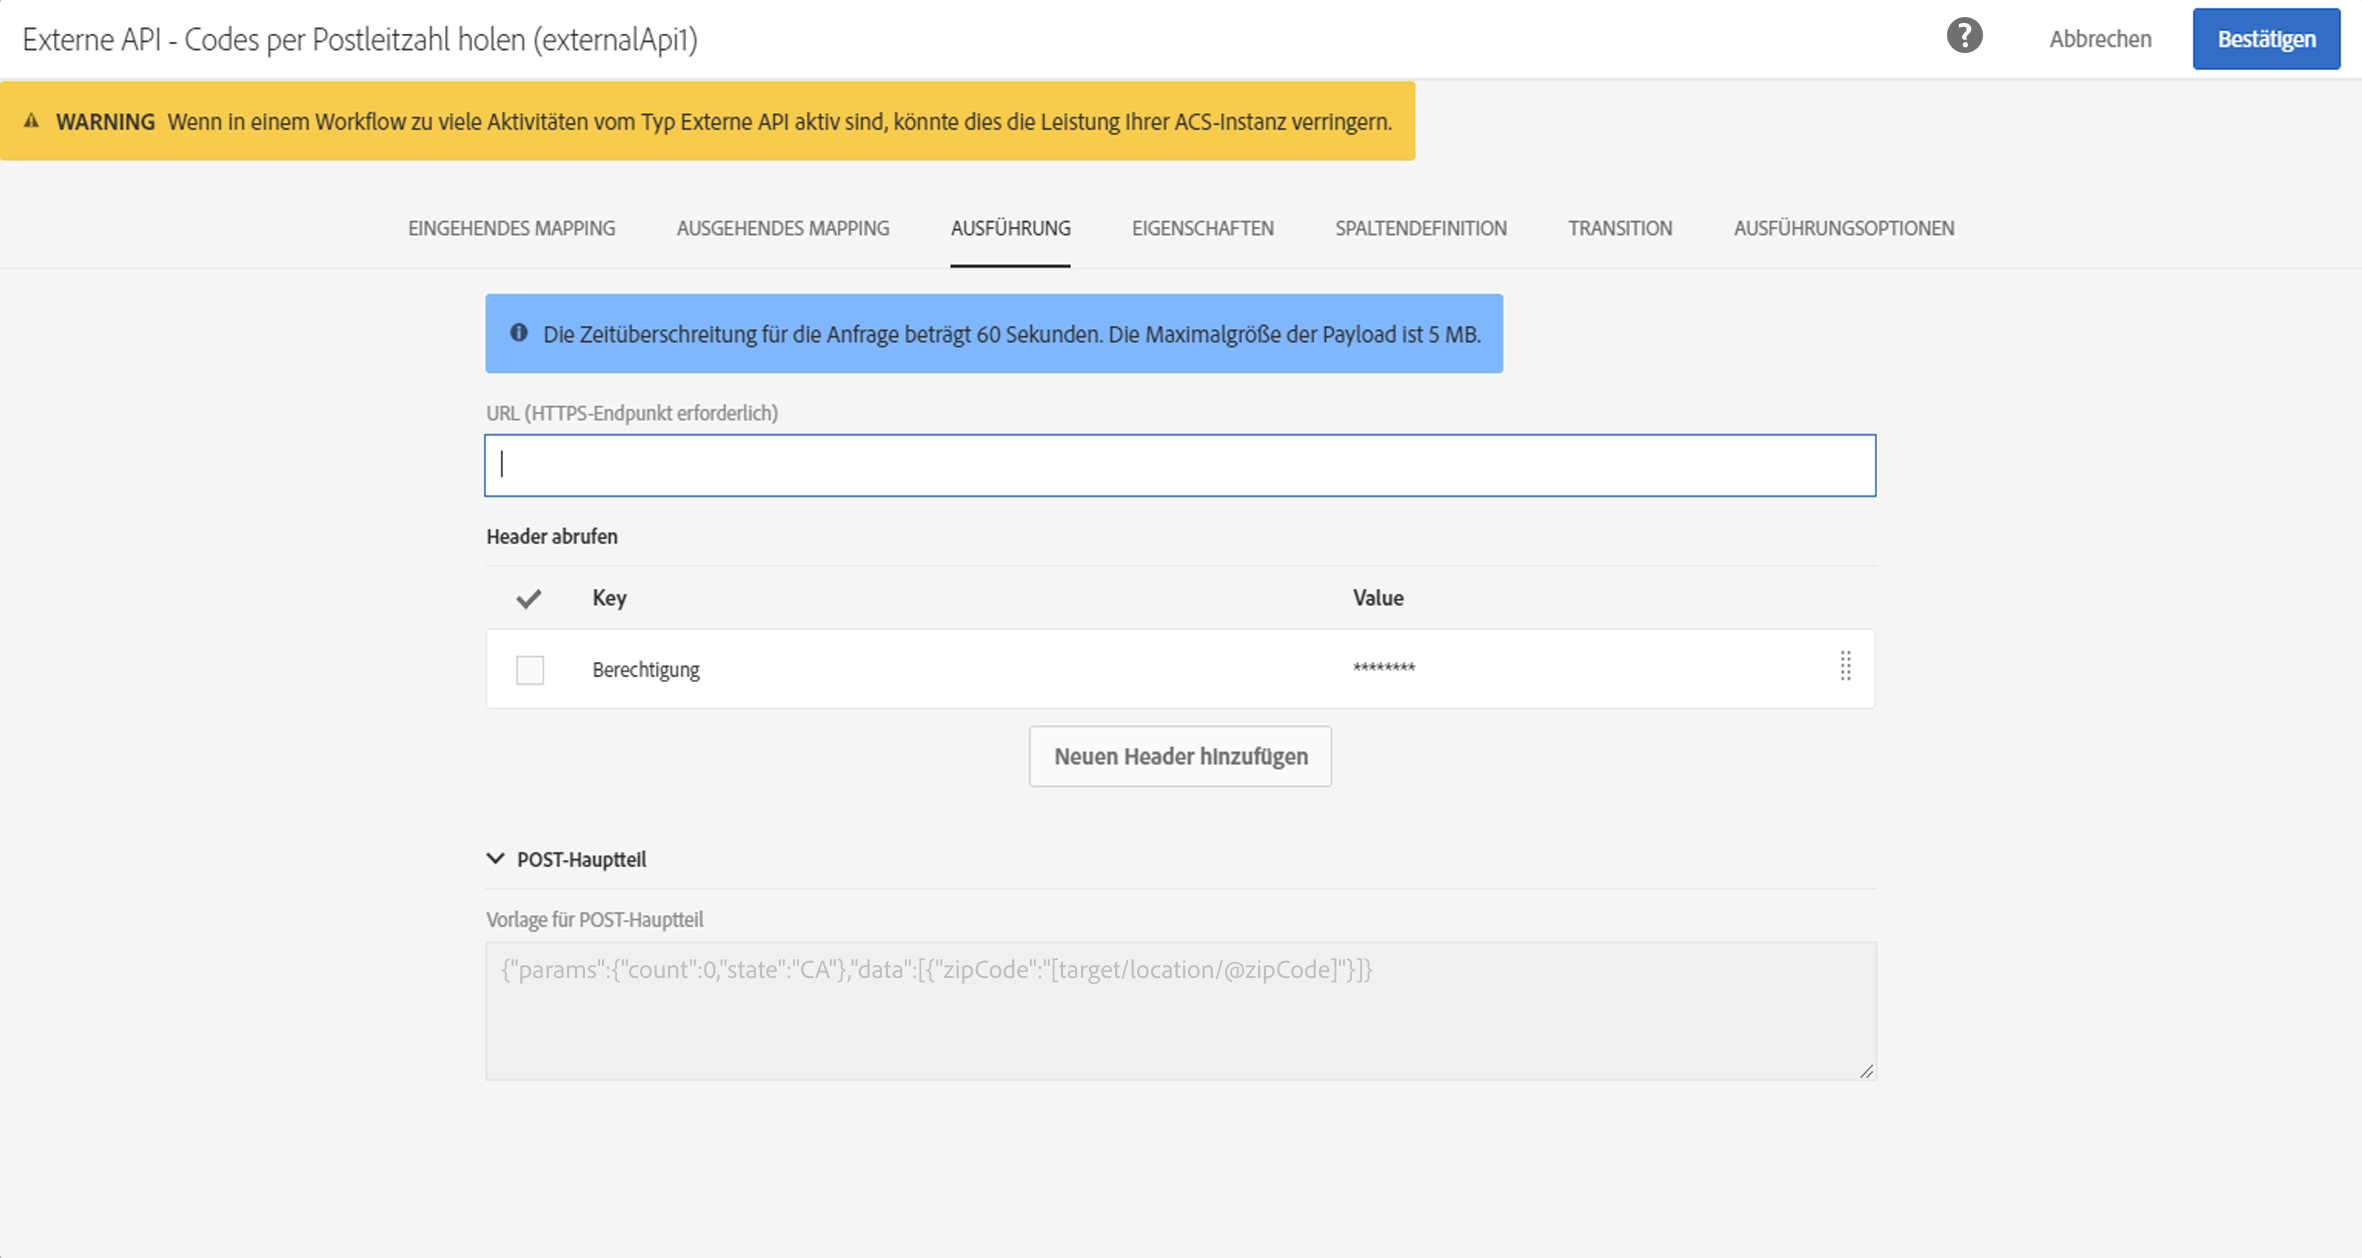 Externe API - Codes per Postleitzahl holen (externalApi1)
?
Abbrechen
Bestätigen
WARNING Wenn in einem Workflow zu viele Aktivitäten vom Typ Externe API aktiv sind, könnte dies die Leistung Ihrer ACS-Instanz verringern.
EINGEHENDES MAPPING
AUSGEHENDES MAPPING
AUSFÜHRUNG
EIGENSCHAFTEN
SPALTENDEFINITION
TRANSITION
AUSFÜHRUNGSOPTIONEN
Die Zeitüberschreitung für die Anfrage beträgt 60 Sekunden. Die Maximalgröße der Payload ist 5 MB.
URL (HTTPS-Endpunkt erforderlich)
Header abrufen
Key
Value
Berechtigung
********
Neuen Header hinzufügen
POST-Hauptteil
Vorlage für POST-Hauptteil
{"params":{"count":0,"state":"CA"},"data":[{"zipCode":"[target/location/@zipCode]"}]}